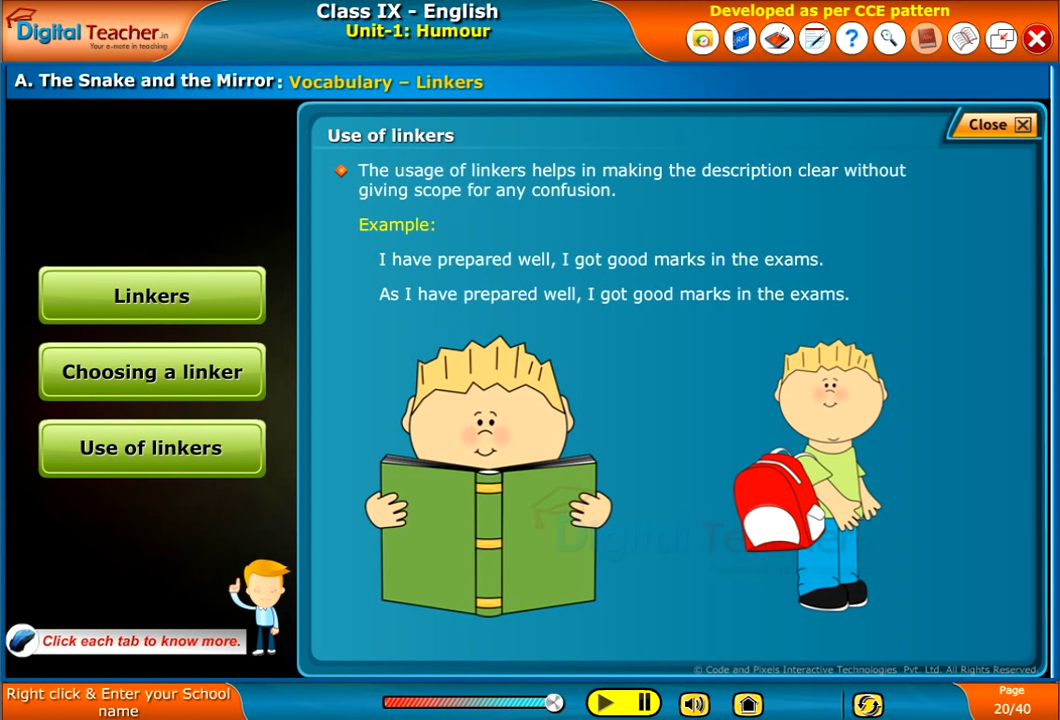 Digital Teacher.in
Your e-mate in teaching
Class IX - English
Unit-1: Humour
Developed as per CCE pattern
Ref
?
A. The Snake and the Mirror : Vocabulary – Linkers
Close
Use of linkers
The usage of linkers helps in making the description clear without
giving scope for any confusion.
Example:
I have prepared well, I got good marks in the exams.
As I have prepared well, I got good marks in the exams.
Linkers
Choosing a linker
Use of linkers
Digital Teacher
Click each tab to know more.
© Code and Pixels Interactive Technologies Pvt. Ltd. All Rights Reserved
Right click & Enter your School
name
Page
20/40